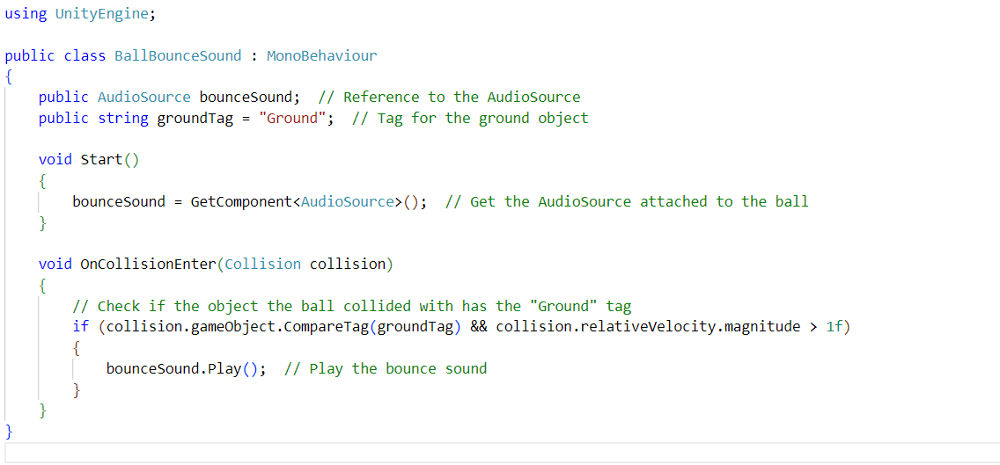 using UnityEngine;
public class BallBounceSound : MonoBehaviour
{
public AudioSource bounceSound;  // Reference to the AudioSource
public string groundTag = "Ground";  // Tag for the ground object
void Start()
{
bounceSound = GetComponent<AudioSource>();  // Get the AudioSource attached to the ball
}
void OnCollisionEnter(Collision collision)
{
// Check if the object the ball collided with has the "Ground" tag
if (collision.gameObject.CompareTag(groundTag) && collision.relativeVelocity.magnitude > 1f)
{
bounceSound.Play();  // Play the bounce sound
}
}
}